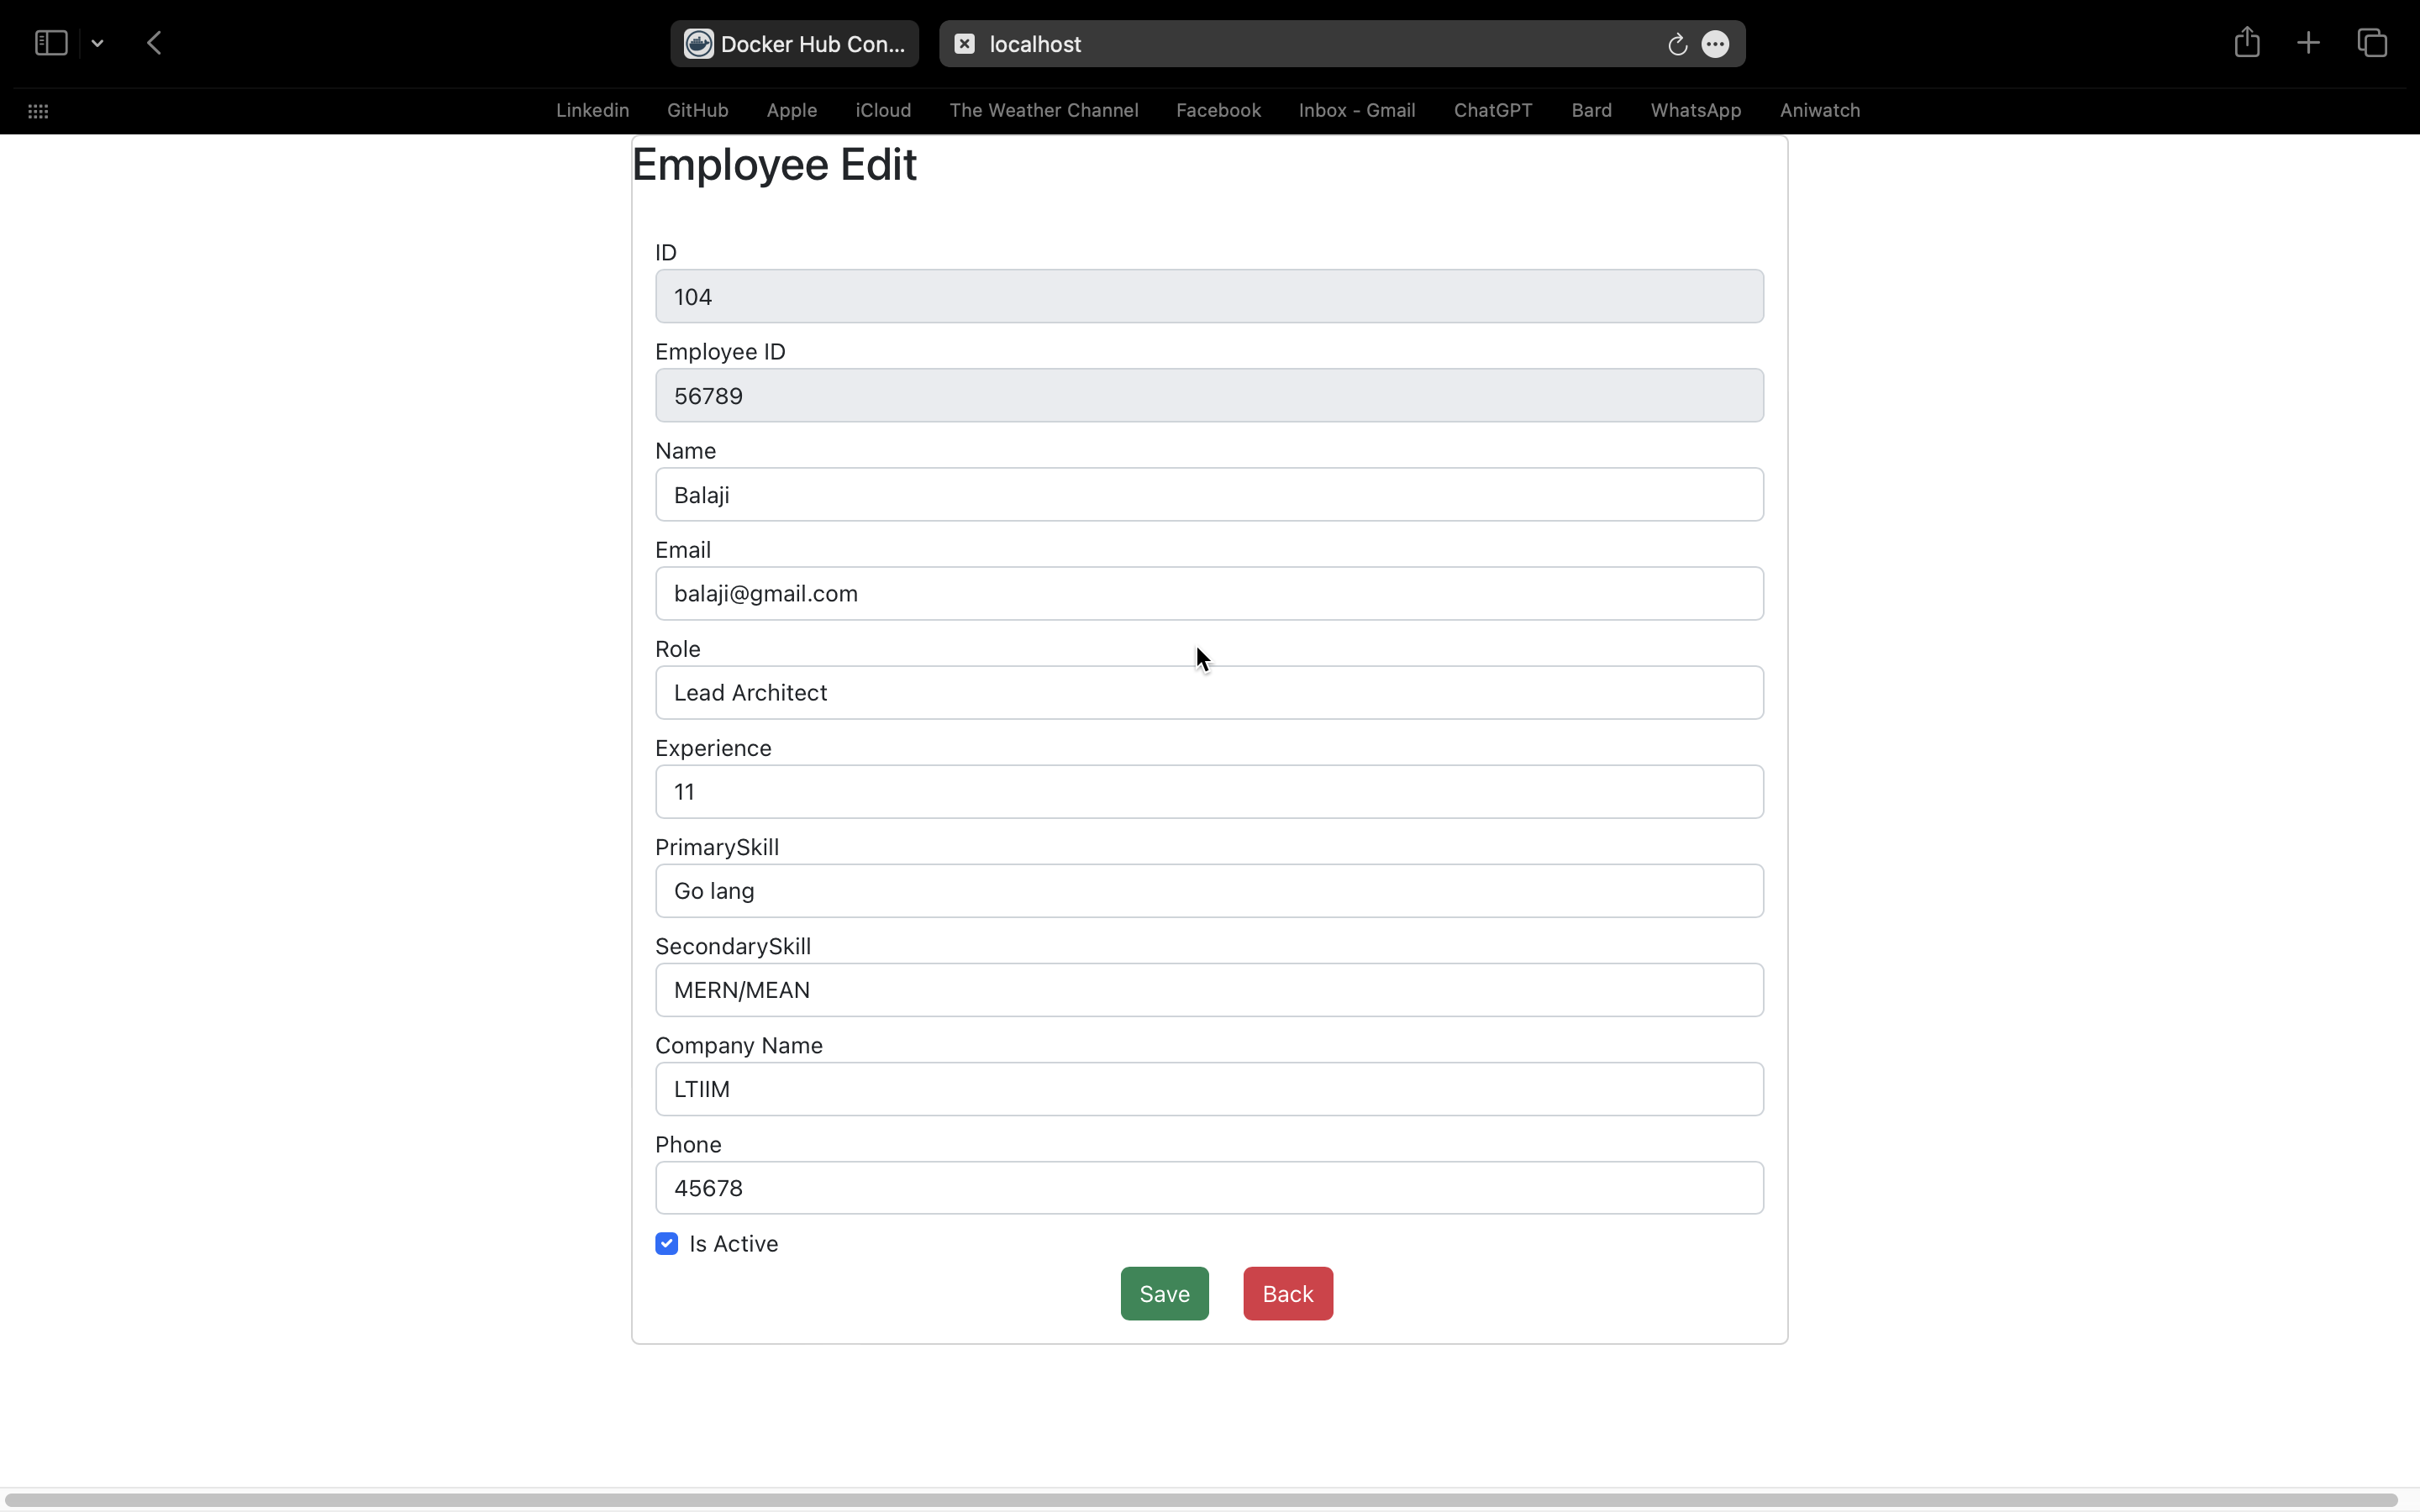 Docker Hub Con...
localhost
Linkedin GitHub Apple iCloud The Weather Channel Facebook Inbox - Gmail ChatGPT Bard WhatsApp Aniwatch
Employee Edit
ID
104
Employee ID
56789
Name
Balaji
Email
balaji@gmail.com
Role
Lead Architect
Experience
11
PrimarySkill
Go lang
SecondarySkill
MERN/MEAN
Company Name
LTIIM
Phone
45678
Is Active
Save Back